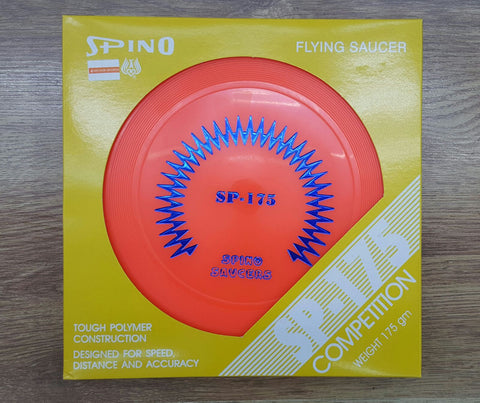 SPINO
FLYING SAUCER
SP-175
SPINO
SAUCERS
SP-175
COMPETITION
WEIGHT 175 gm
TOUGH POLYMER
CONSTRUCTION
DESIGNED FOR SPEED,
DISTANCE AND ACCURACY